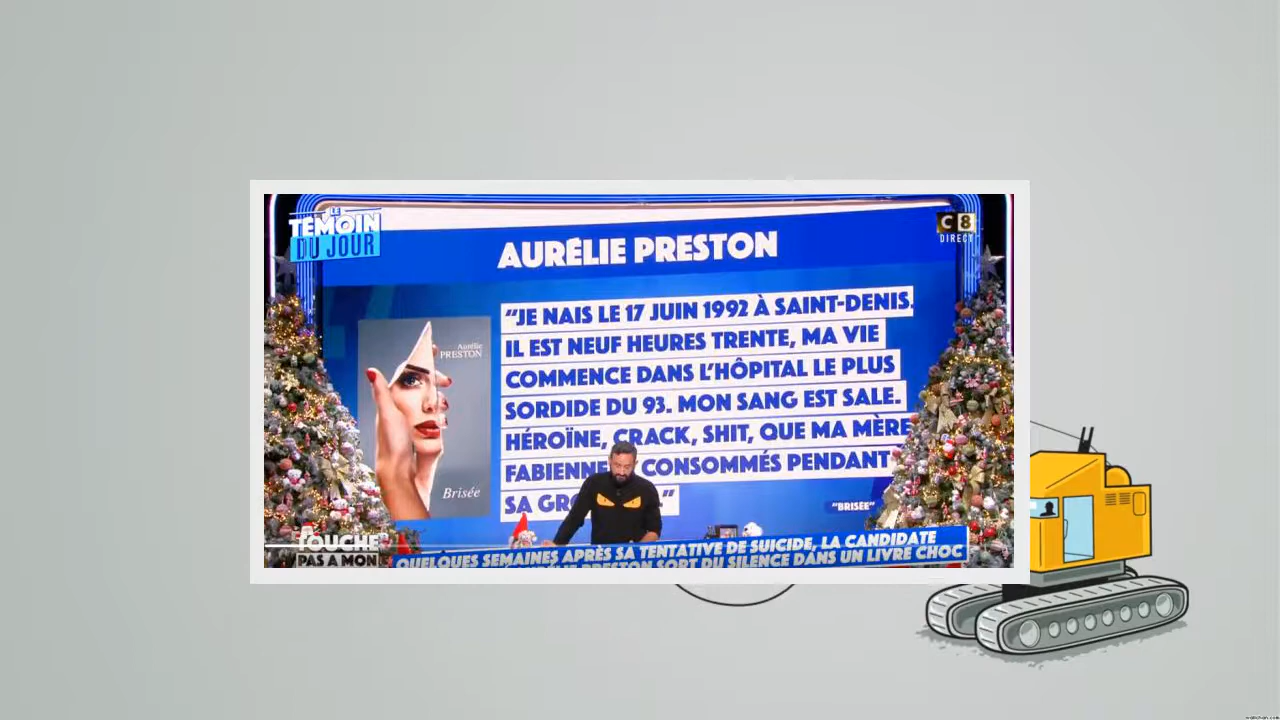 LE
TÉMOIN
DU JOUR
C8
DIRECT
AURÉLIE PRESTON
Aurélie
PRESTON
Brisée
“JE NAIS LE 17 JUIN 1992 À SAINT-DENIS.
IL EST NEUF HEURES TRENTE, MA VIE
COMMENCE DANS L’HÔPITAL LE PLUS
SORDIDE DU 93. MON SANG EST SALE.
HÉROÏNE, CRACK, SHIT, QUE MA MÈRE
FABIENNE CONSOMMÉS PENDANT
SA
"BRISÉE"
TOUCHE
PAS A MON
QUELQUES SEMAINES APRÈS SA TENTATIVE DE SUICIDE, LA CANDIDATE
PRESTON SORT DU SILENCE DANS UN LIVRE CHOC